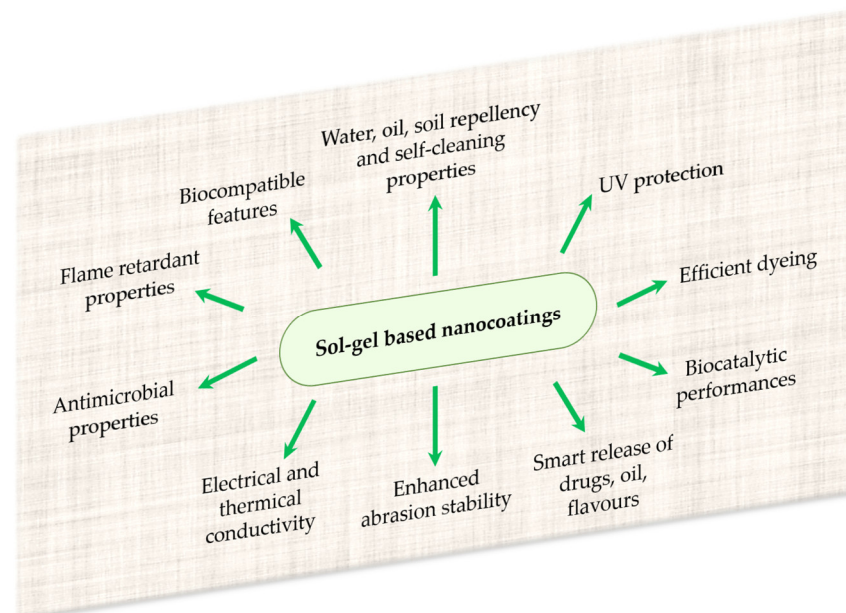 Water, oil, soil repellency
and self-cleaning
properties
UV protection
Biocompatible
features
Efficient dyeing
Flame retardant
properties
Sol-gel based nanocoatings
Biocatalytic
performances
Antimicrobial
properties
Smart release of
drugs, oil,
flavours
Enhanced
abrasion stability
Electrical and
thermical
conductivity